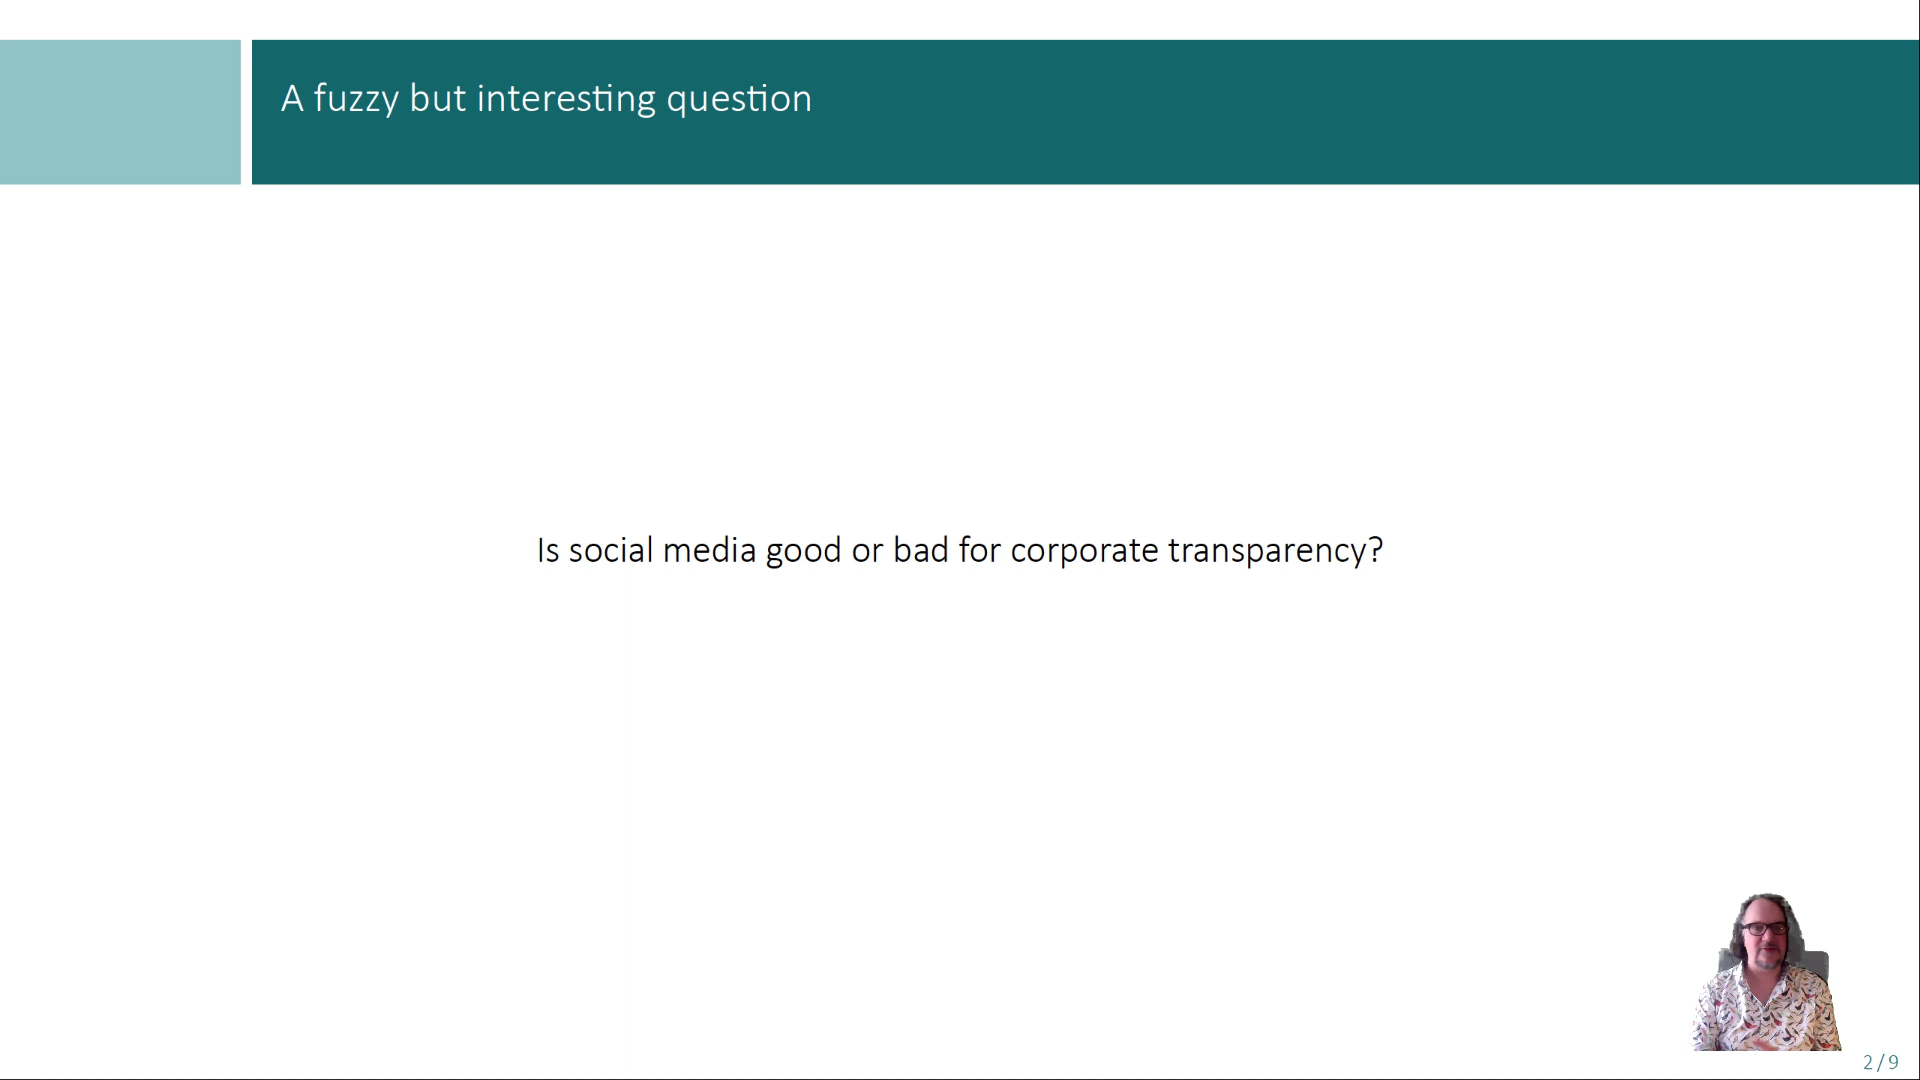 A fuzzy but interesting question
Is social media good or bad for corporate transparency?
2 / 9